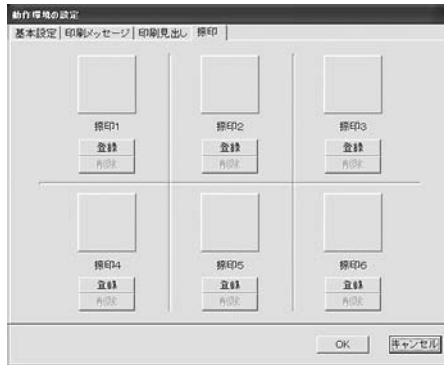 動作環境の設定
基本設定 印刷メッセージ 印刷見出し 捺印
捺印1 捺印2 捺印3
登録 登録 登録
削除 削除 削除
捺印4 捺印5 捺印6
登録 登録 登録
削除 削除 削除
OK キャンセル